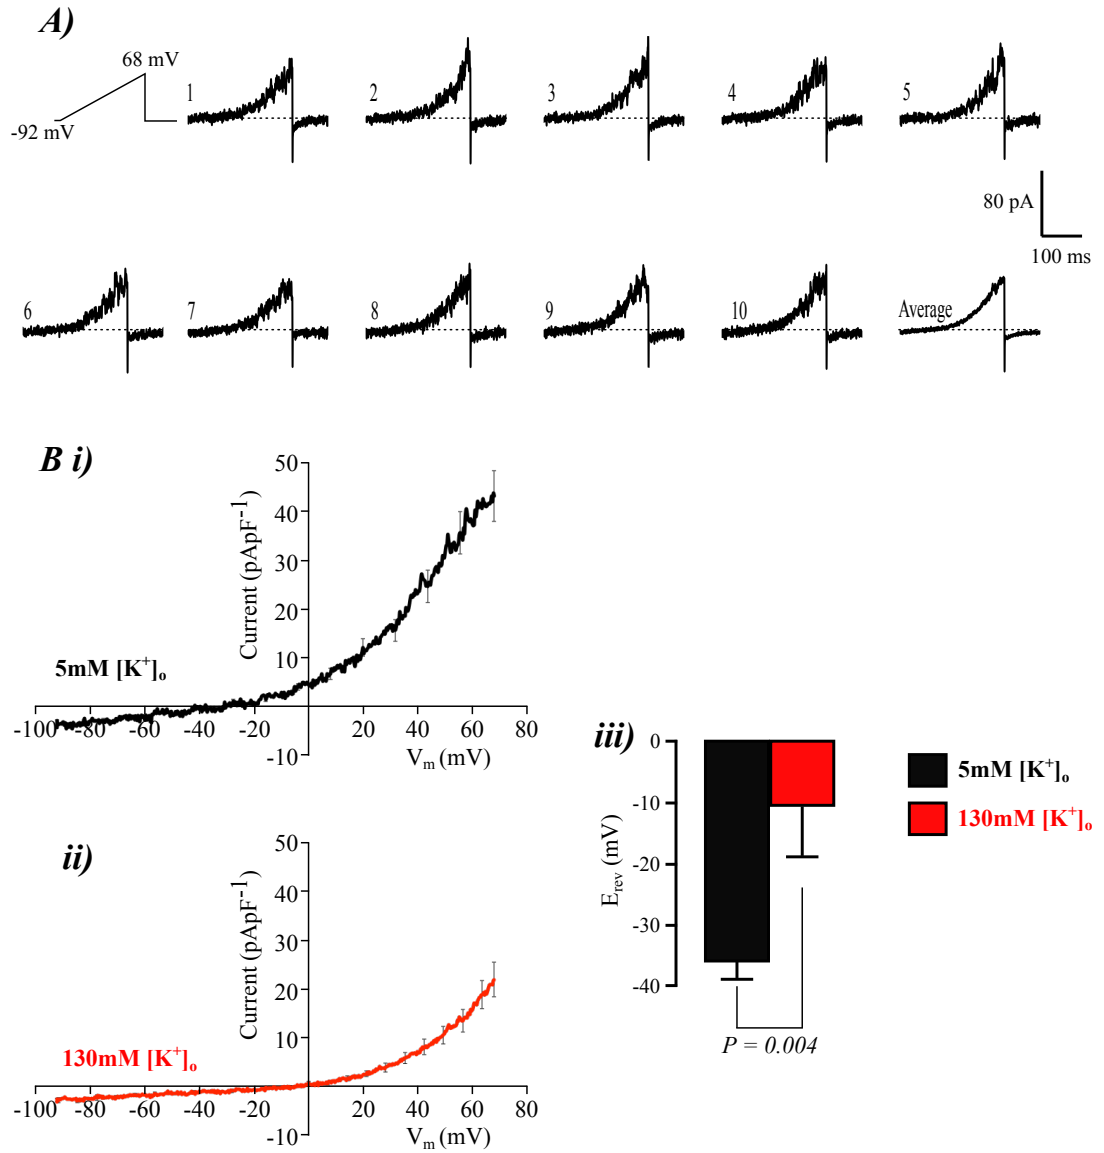 A)
68 mV
-92 mV
1
2
3
4
5
80 pA
100 ms
6
7
8
9
10
Average
B i)
50
40
30
20
10
-10
Current (pApF⁻¹)
5mM [K⁺]ₒ
-100 -80 -60 -40 -20 0 20 40 60 80
Vₘ (mV)
ii)
50
40
30
20
10
-10
Current (pApF⁻¹)
130mM [K⁺]ₒ
-100 -80 -60 -40 -20 0 20 40 60 80
Vₘ (mV)
iii)
0
-10
-20
-30
-40
E_rev (mV)
P = 0.004
5mM [K⁺]ₒ
130mM [K⁺]ₒ